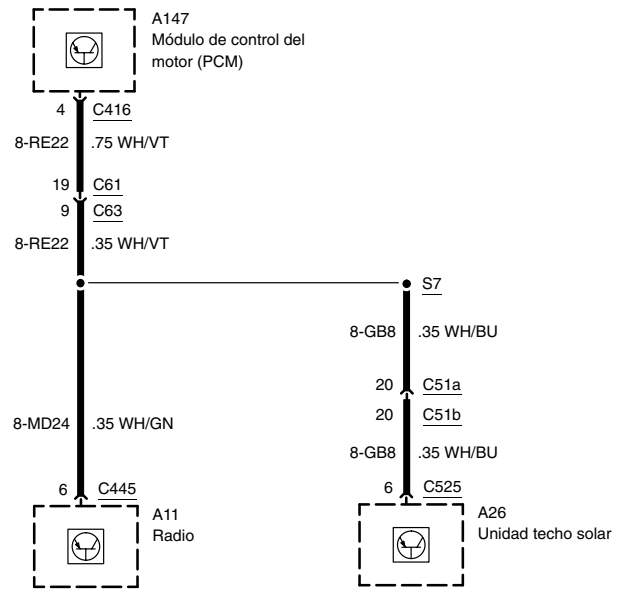 A147
Módulo de control del
motor (PCM)
4 C416
8-RE22 .75 WH/VT
19 C61
9 C63
8-RE22 .35 WH/VT
S7
8-GB8 .35 WH/BU
20 C51a
20 C51b
8-MD24 .35 WH/GN
8-GB8 .35 WH/BU
6 C445
6 C525
A11
Radio
A26
Unidad techo solar